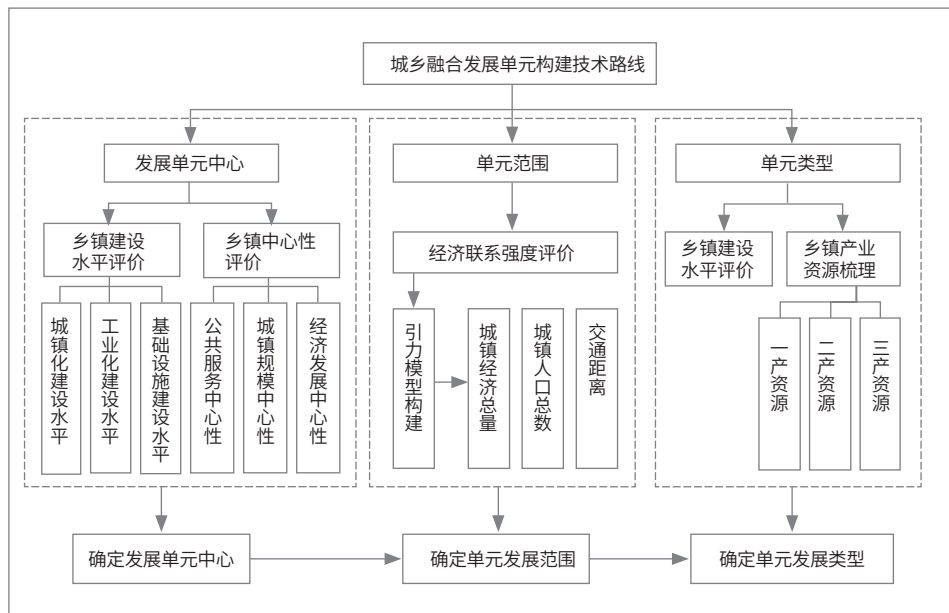 城乡融合发展单元构建技术路线
发展单元中心
单元范围
单元类型
乡镇建设
水平评价
乡镇中心性
评价
经济联系强度评价
乡镇建设
水平评价
乡镇产业
资源梳理
城镇化建设水平
工业化建设水平
基础设施建设水平
公共服务中心性
城镇规模中心性
经济发展中心性
引力模型构建
城镇经济总量
城镇人口总数
交通距离
一产资源
二产资源
三产资源
确定发展单元中心
确定单元发展范围
确定单元发展类型